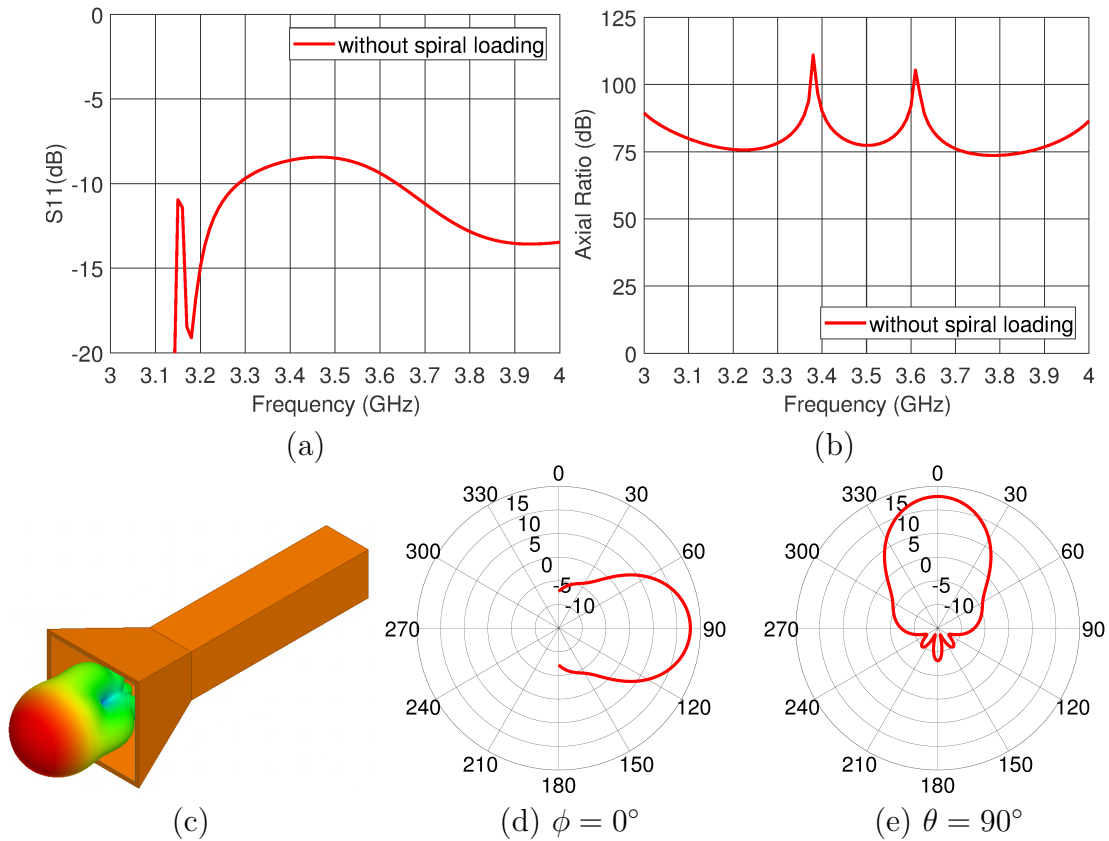 0
-5
-10
-15
-20
S11(dB)
without spiral loading
3 3.1 3.2 3.3 3.4 3.5 3.6 3.7 3.8 3.9 4
Frequency (GHz)
(a)
125
100
75
50
25
0
Axial Ratio (dB)
without spiral loading
3 3.1 3.2 3.3 3.4 3.5 3.6 3.7 3.8 3.9 4
Frequency (GHz)
(b)
(c)
0
330 30
15
10
300 60
5
0
-5
-10
270 90
240 120
210 150
180
(d) ϕ = 0°
0
330 30
15
10
300 60
5
0
-5
-10
270 90
240 120
210 150
180
(e) θ = 90°